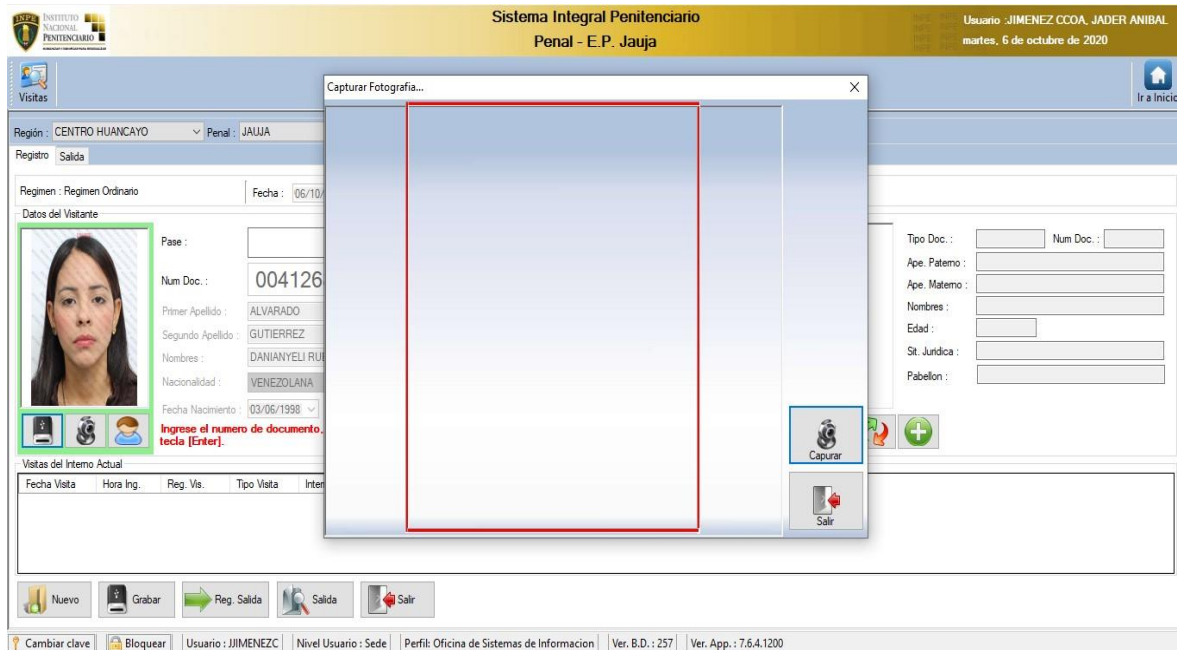 INPE
INSTITUTO
NACIONAL
PENITENCIARIO
Sistema Integral Penitenciario
Penal - E.P. Jauja
Usuario :JIMENEZ CCOA, JADER ANIBAL
martes, 6 de octubre de 2020
Visitas
Ir a Inicio
Capturar Fotografia...
Región : CENTRO HUANCAYO Penal : JAUJA
Registro Salida
Regimen : Regimen Ordinario Fecha : 06/10/
Datos del Visitante
Pase :
Num Doc. : 004126
Primer Apellido : ALVARADO
Segundo Apellido : GUTIERREZ
Nombres : DANIANYELI RUB
Nacionalidad : VENEZOLANA
Fecha Nacimiento : 03/06/1998
Ingrese el numero de documento,
tecla [Enter].
Tipo Doc. : Num Doc. :
Ape. Paterno :
Ape. Materno :
Nombres :
Edad :
Sit. Juridica :
Pabellon :
Capurar
Salir
Visitas del Interno Actual
Fecha Visita Hora Ing. Reg. Vis. Tipo Visita Inter
Nuevo Grabar Reg. Salida Salida Salir
Cambiar clave Bloquear Usuario : JJIMENEZC Nivel Usuario : Sede Perfil: Oficina de Sistemas de Informacion Ver. B.D. : 257 Ver. App. : 7.6.4.1200